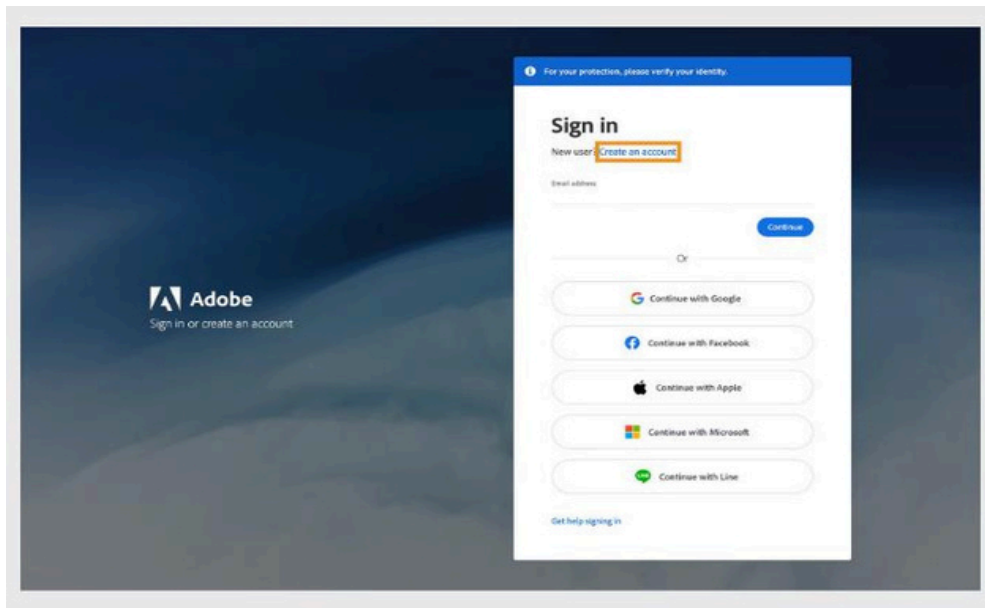 For your protection, please verify your identity.
Sign in
New user? Create an account
Email address
Continue
Or
Continue with Google
Continue with Facebook
Continue with Apple
Continue with Microsoft
LINE
Continue with Line
Get help signing in
Adobe
Sign in or create an account